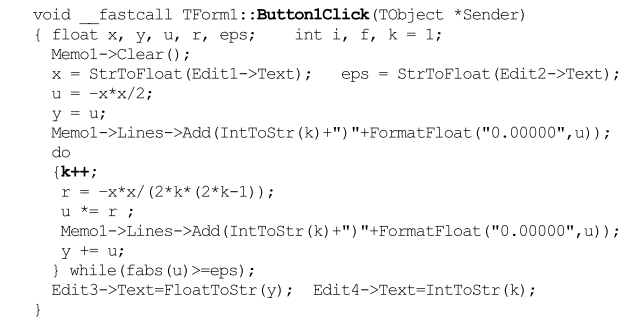 void __fastcall TForm1::Button1Click(TObject *Sender)
{ float x, y, u, r, eps;    int i, f, k = 1;
Memo1->Clear();
x = StrToFloat(Edit1->Text);   eps = StrToFloat(Edit2->Text);
u = –x*x/2;
y = u;
Memo1->Lines->Add(IntToStr(k)+") "+FormatFloat("0.00000",u));
do
{k++;
r = –x*x/(2*k*(2*k-1));
u *= r ;
Memo1->Lines->Add(IntToStr(k)+") "+FormatFloat("0.00000",u));
y += u;
} while(fabs(u)>=eps);
Edit3->Text=FloatToStr(y);  Edit4->Text=IntToStr(k);
}